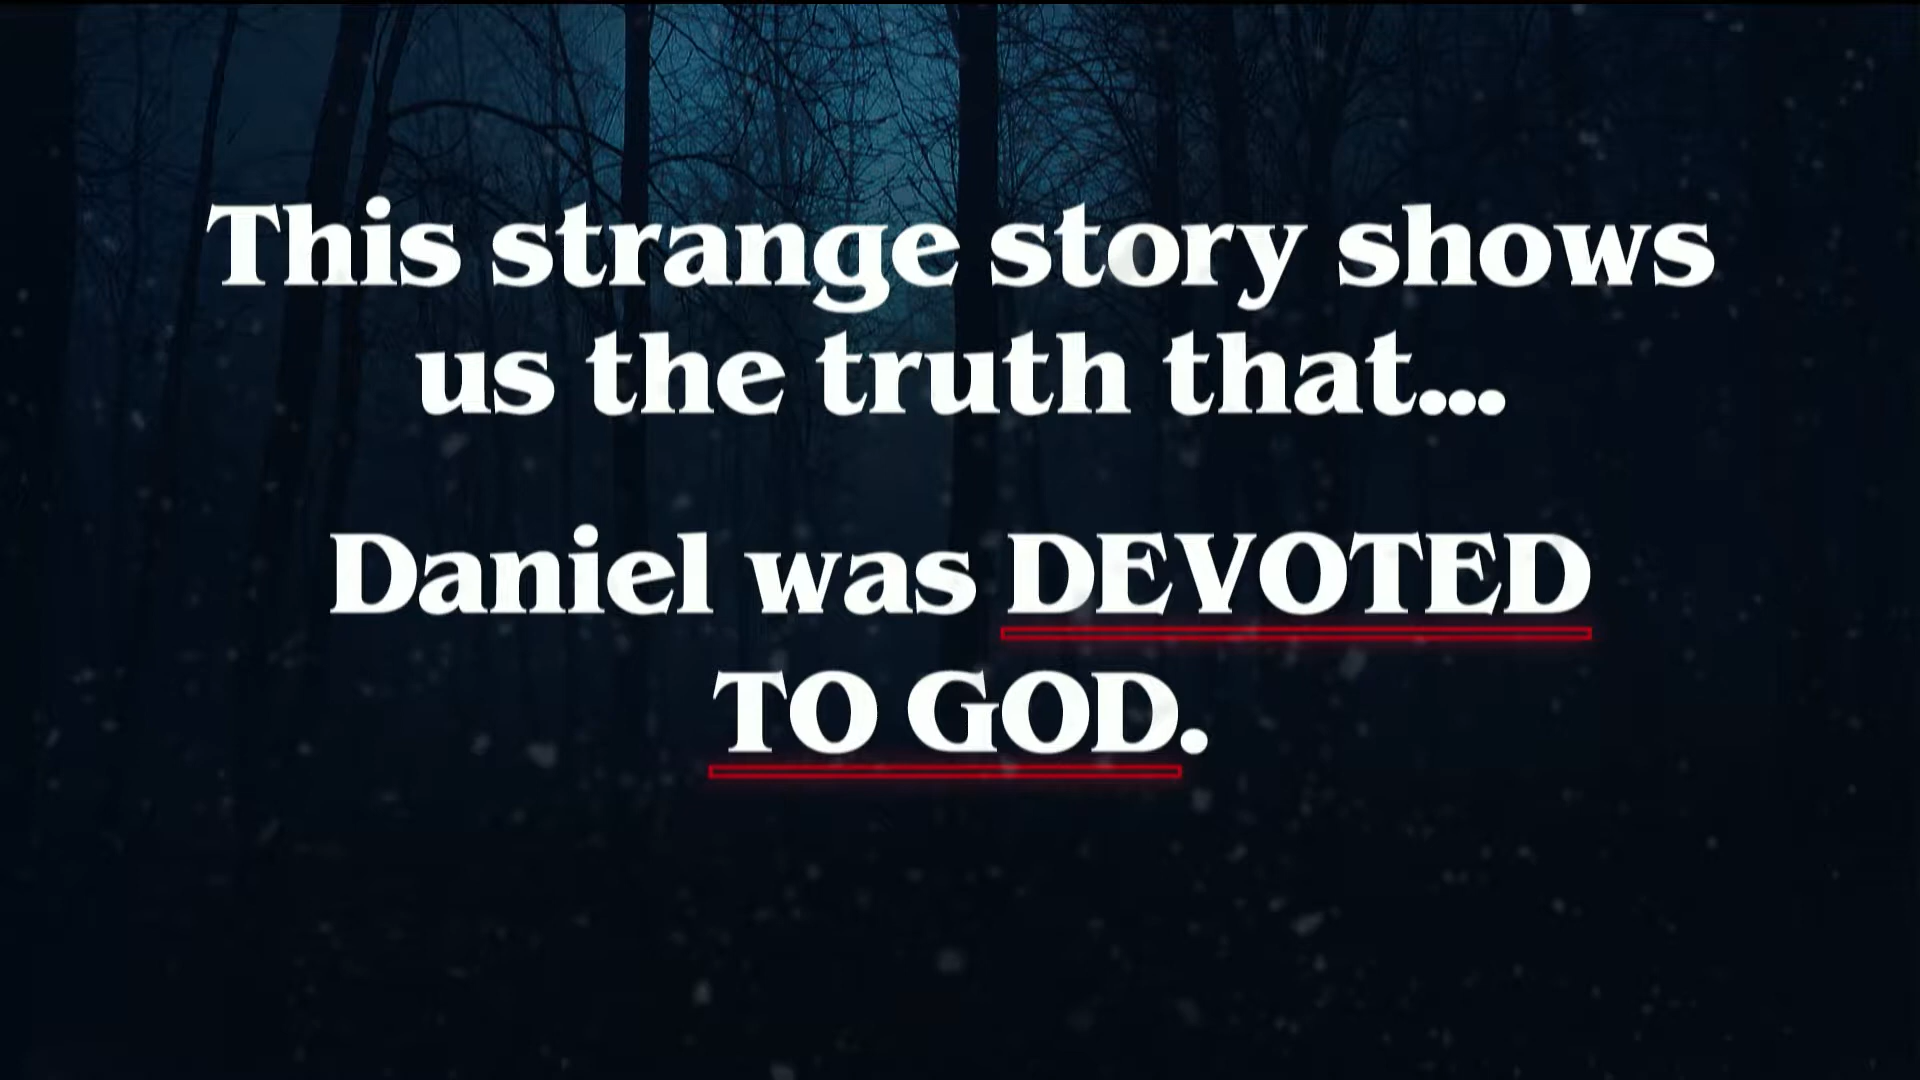 This strange story shows
us the truth that...
Daniel was DEVOTED
TO GOD.